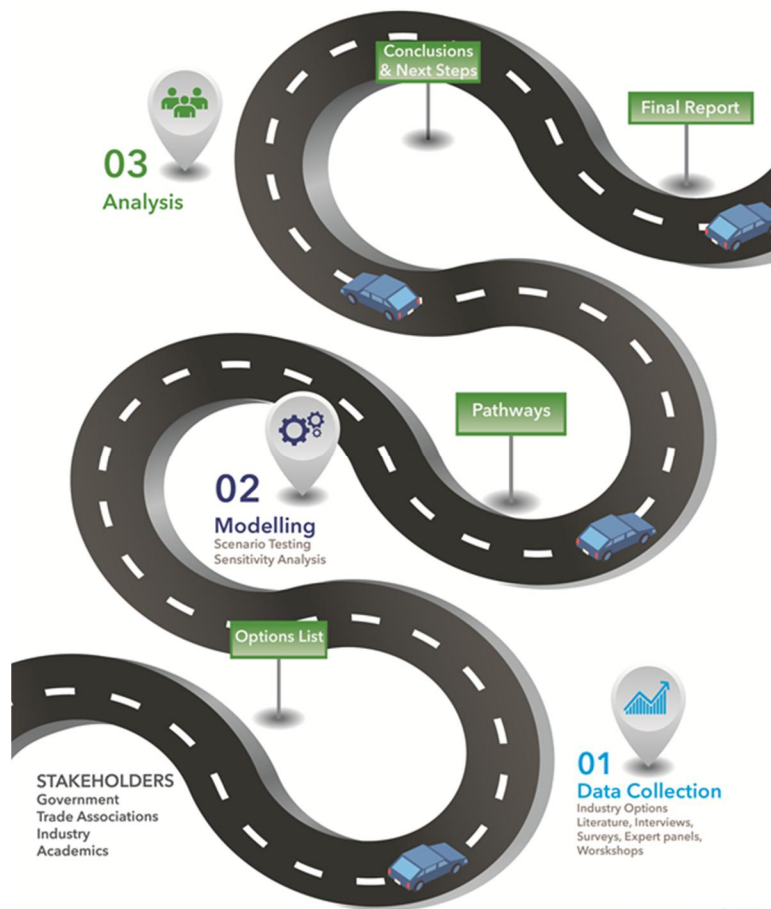 Conclusions
& Next Steps
Final Report
03
Analysis
Pathways
02
Modelling
Scenario Testing
Sensitivity Analysis
Options List
STAKEHOLDERS
Government
Trade Associations
Industry
Academics
01
Data Collection
Industry Options
Literature, Interviews,
Surveys, Expert panels,
Worskshops